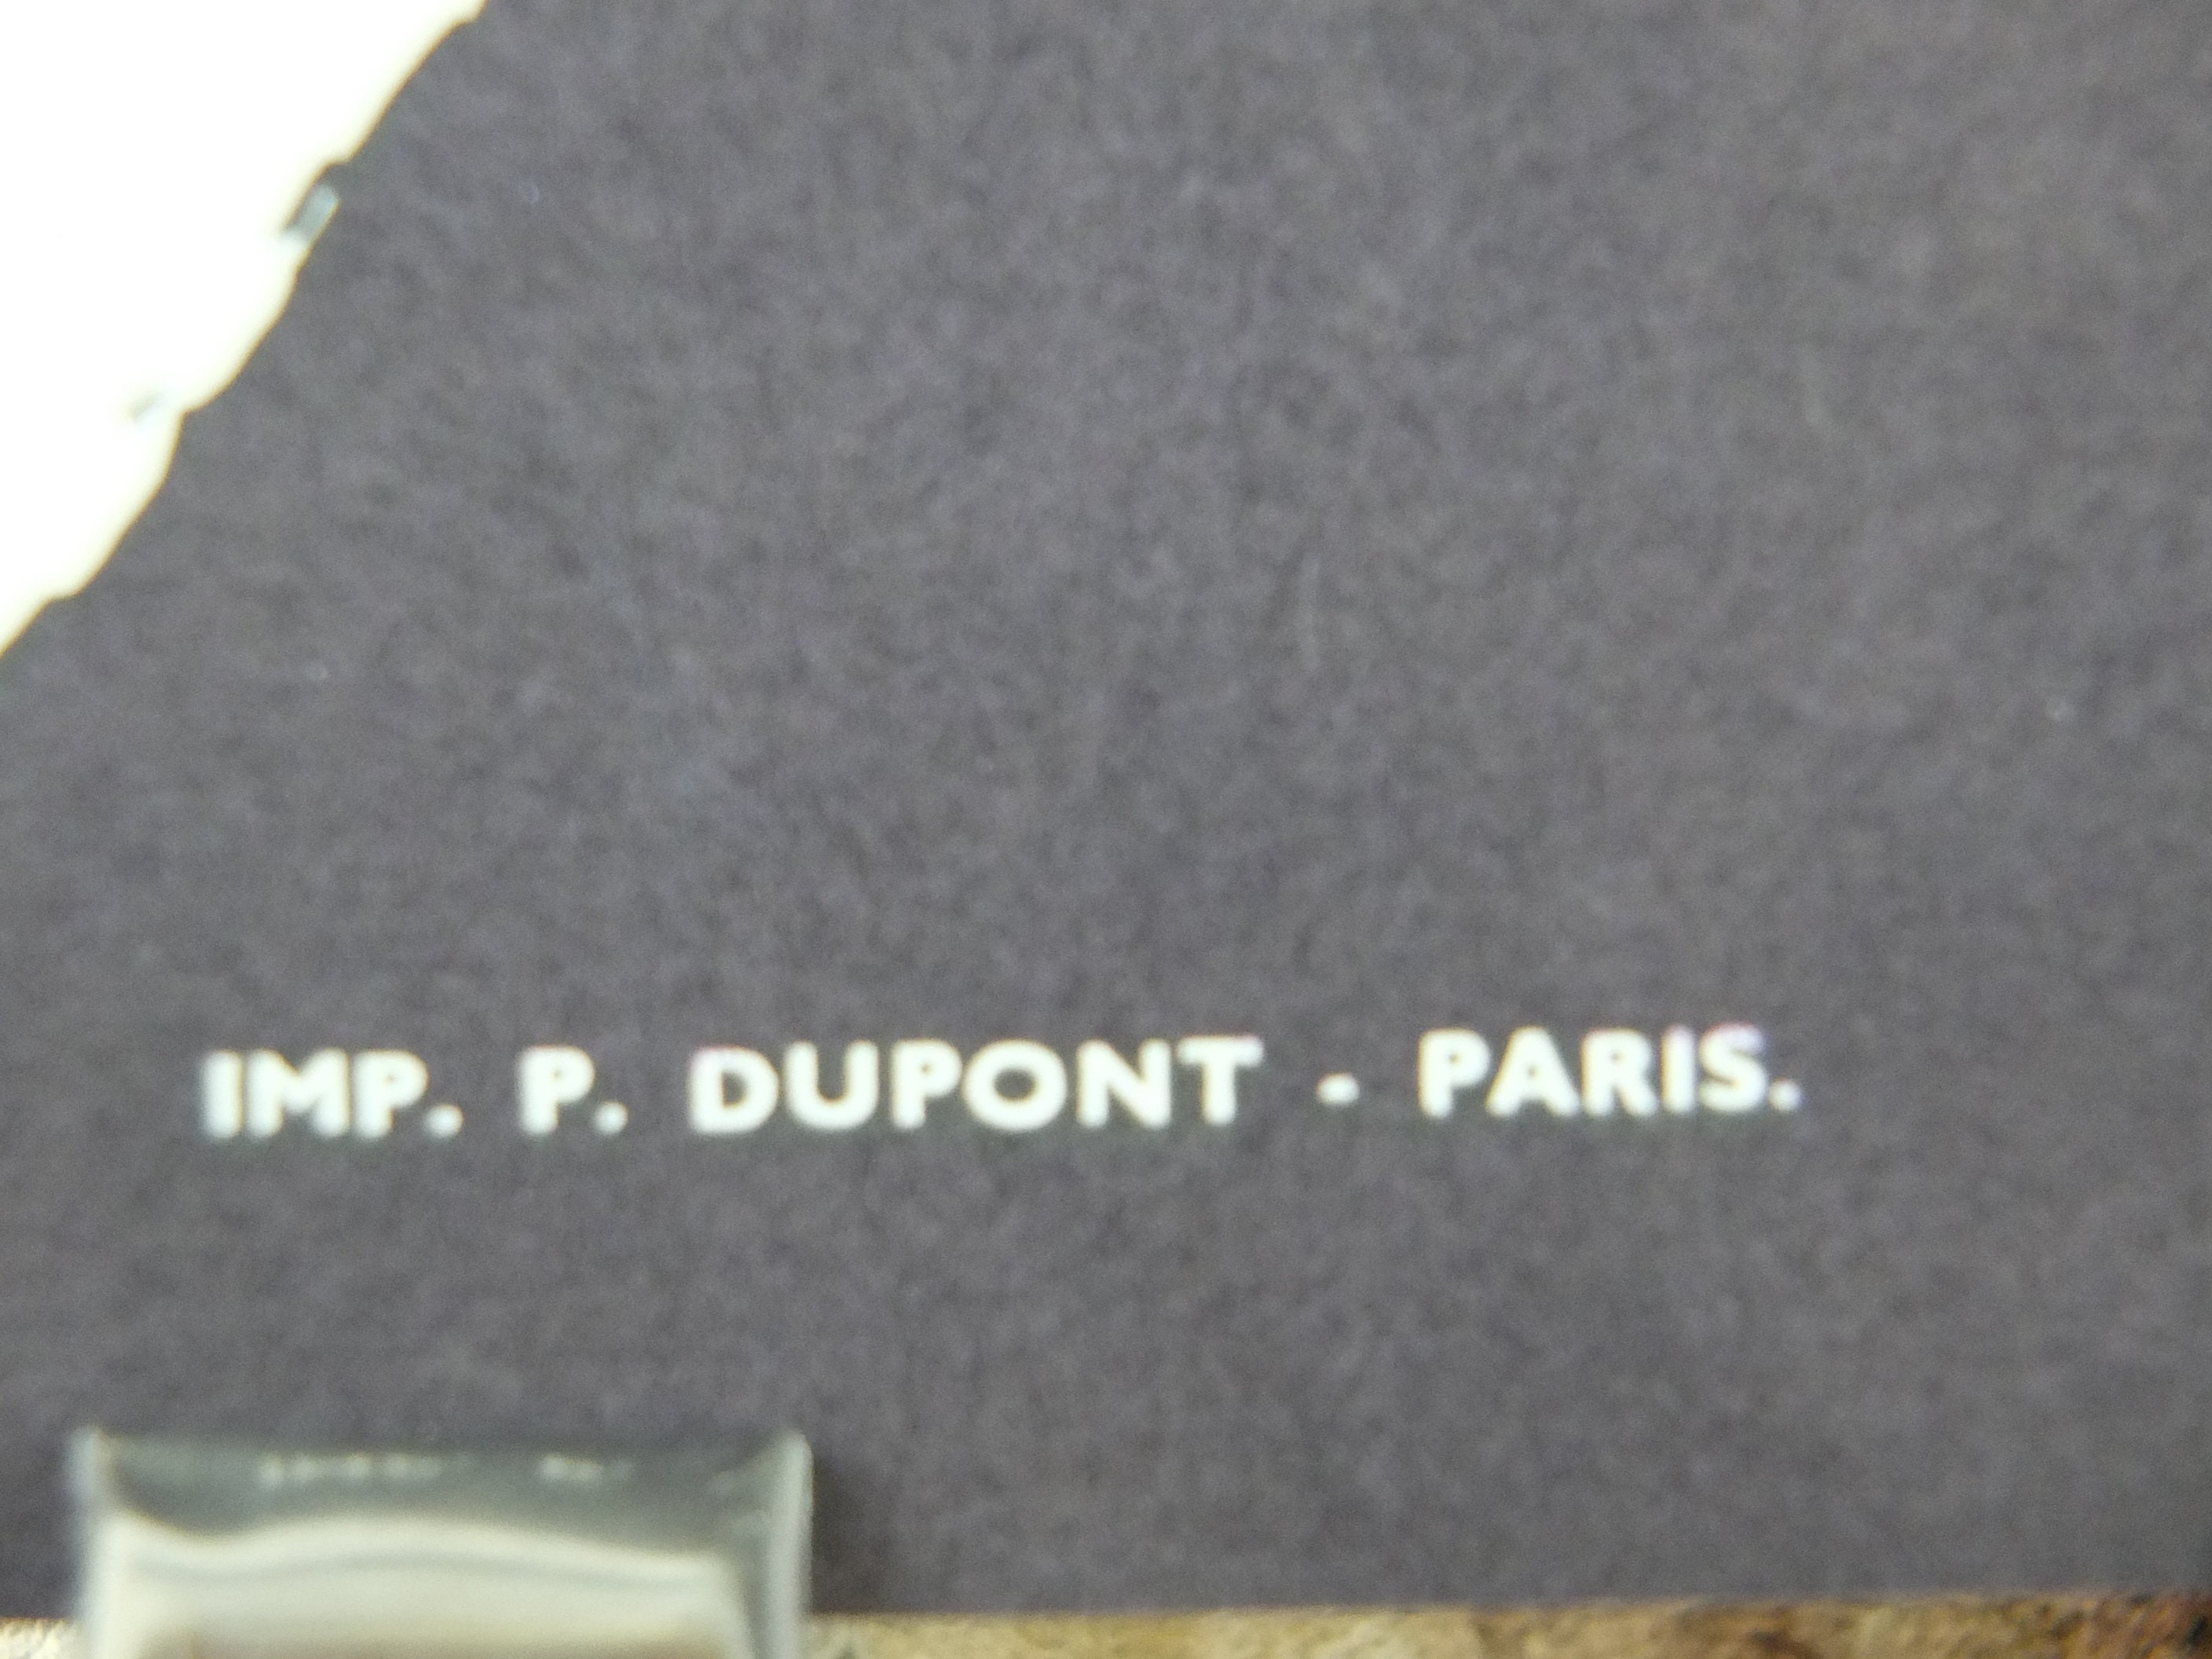 IMP. P. DUPONT - PARIS.